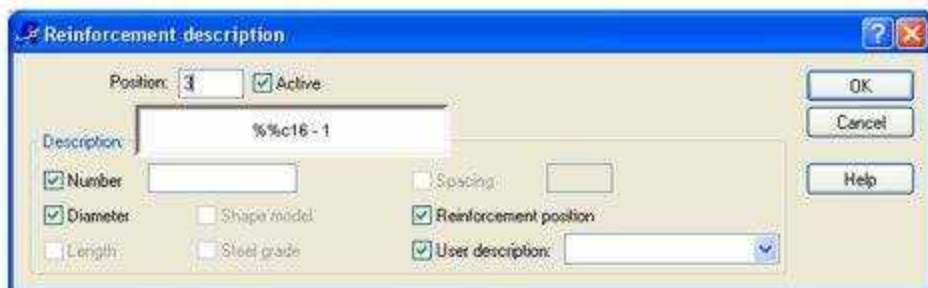 Reinforcement description
Position: 3 Active OK
%%c16 - 1 Cancel
Description:
Number Spacing Help
Diameter Shape model Reinforcement position
Length Steel grade User description: